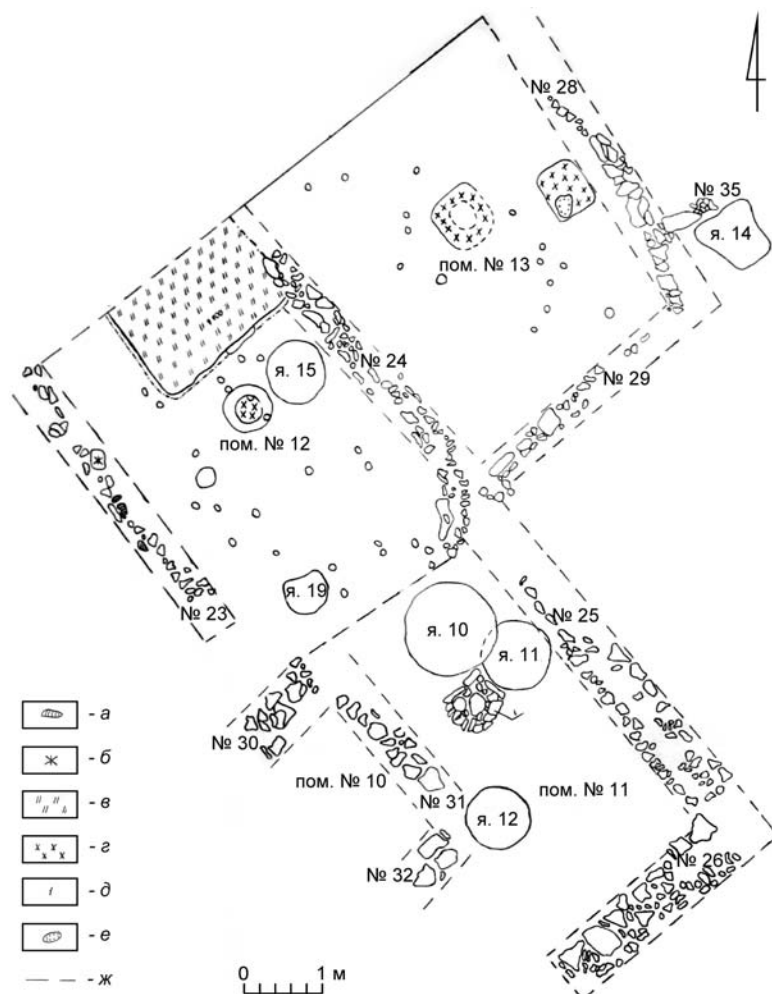 № 28
№ 35
я. 14
пом. № 13
№ 24
я. 15
№ 29
пом. № 12
№ 23
я. 19
я. 10
я. 11
№ 25
№ 30
пом. № 10
№ 31
пом. № 11
я. 12
№ 32
№ 26
- а
- б
- в
- г
- д
- е
- ж
0 1 м